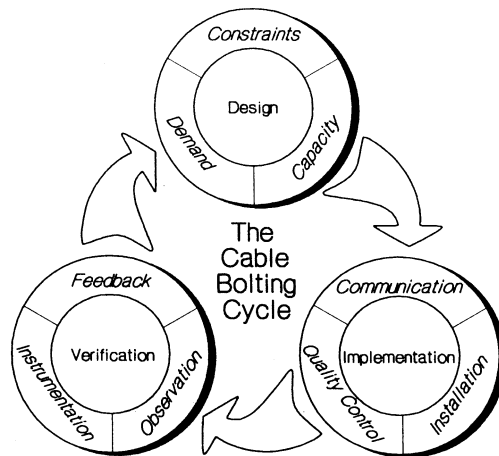 Constraints
Design
Demand
Capacity
The
Cable
Bolting
Cycle
Feedback
Verification
Instrumentation
Observation
Communication
Implementation
Quality Control
Installation